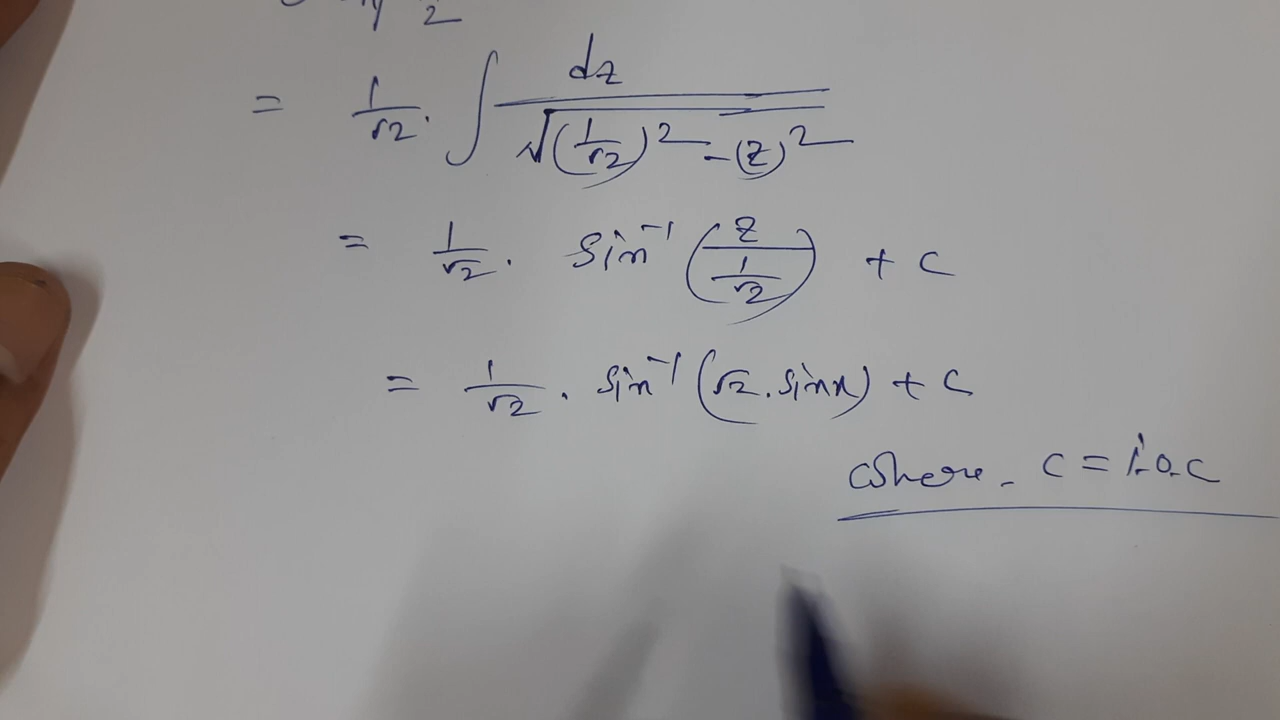 2
= 1/√2 . ∫ dz / √((1/√2)² - (z)²)
= 1/√2 . Sin⁻¹ (z / (1/√2)) + c
= 1/√2 . Sin⁻¹ (√2 . Sinx) + c
where - c = i.o.c